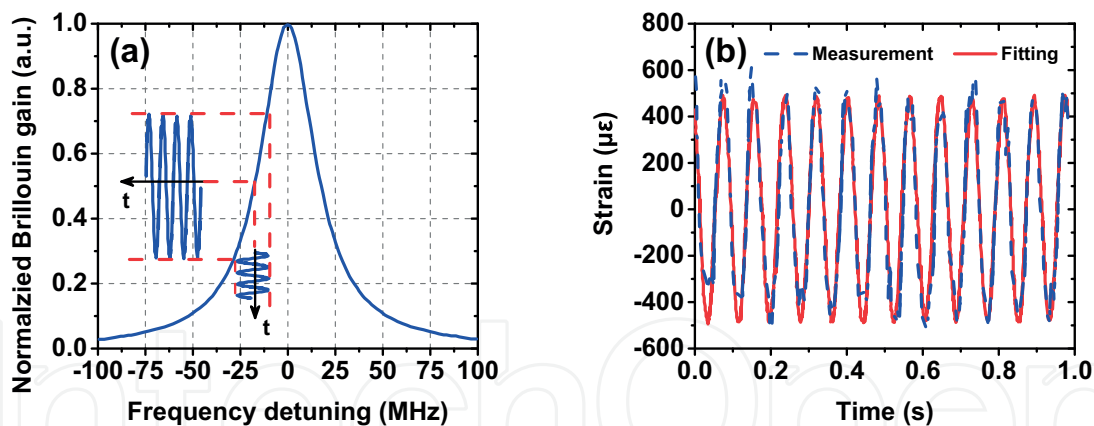 (a)
Normalzied Brillouin gain (a.u.)
1.0
0.8
0.6
0.4
0.2
0.0
t
t
-100 -75 -50 -25 0 25 50 75 100
Frequency detuning (MHz)
(b)
Measurement Fitting
Strain (με)
800
600
400
200
0
-200
-400
-600
0.0 0.2 0.4 0.6 0.8 1.0
Time (s)